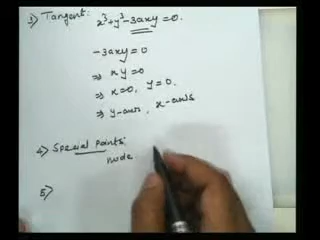 3) Tangent: x³+y³-3axy=0.
-3axy=0
⇒ xy=0
⇒ x=0, y=0.
⇒ y-axis, x-axis
4) Special Points:
node
5)